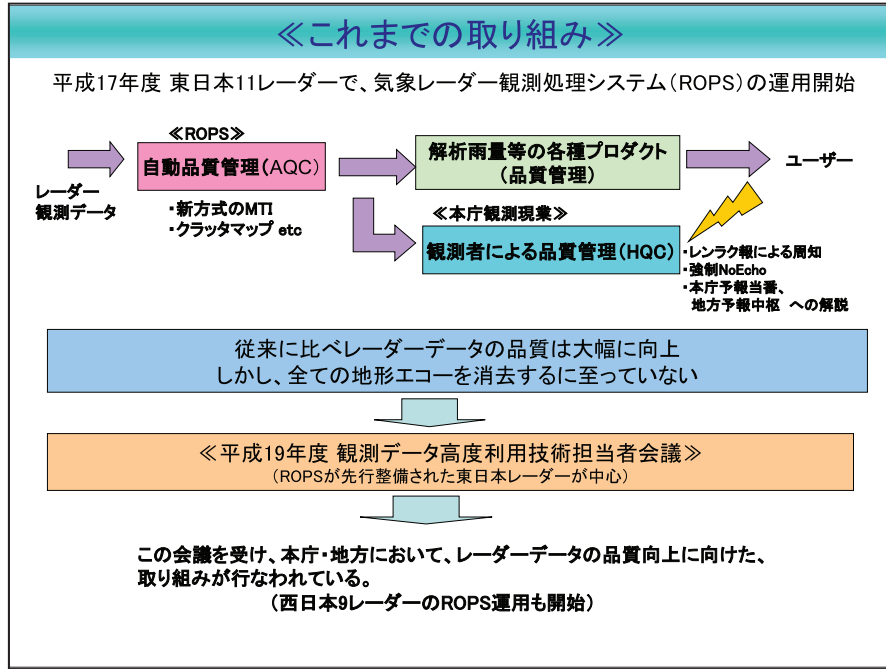 ≪これまでの取り組み≫
平成17年度 東日本11レーダーで、気象レーダー観測処理システム(ROPS)の運用開始
≪ROPS≫
自動品質管理(AQC)
解析雨量等の各種プロダクト
(品質管理)
ユーザー
レーダー
観測データ
・新方式のMTI
・クラッタマップ etc
≪本庁観測現業≫
観測者による品質管理(HQC)
・レンラク報による周知
・強制NoEcho
・本庁予報当番、
地方予報中枢 への解説
従来に比べレーダーデータの品質は大幅に向上
しかし、全ての地形エコーを消去するに至っていない
≪平成19年度 観測データ高度利用技術担当者会議≫
(ROPSが先行整備された東日本レーダーが中心)
この会議を受け、本庁・地方において、レーダーデータの品質向上に向けた、
取り組みが行なわれている。
(西日本9レーダーのROPS運用も開始)